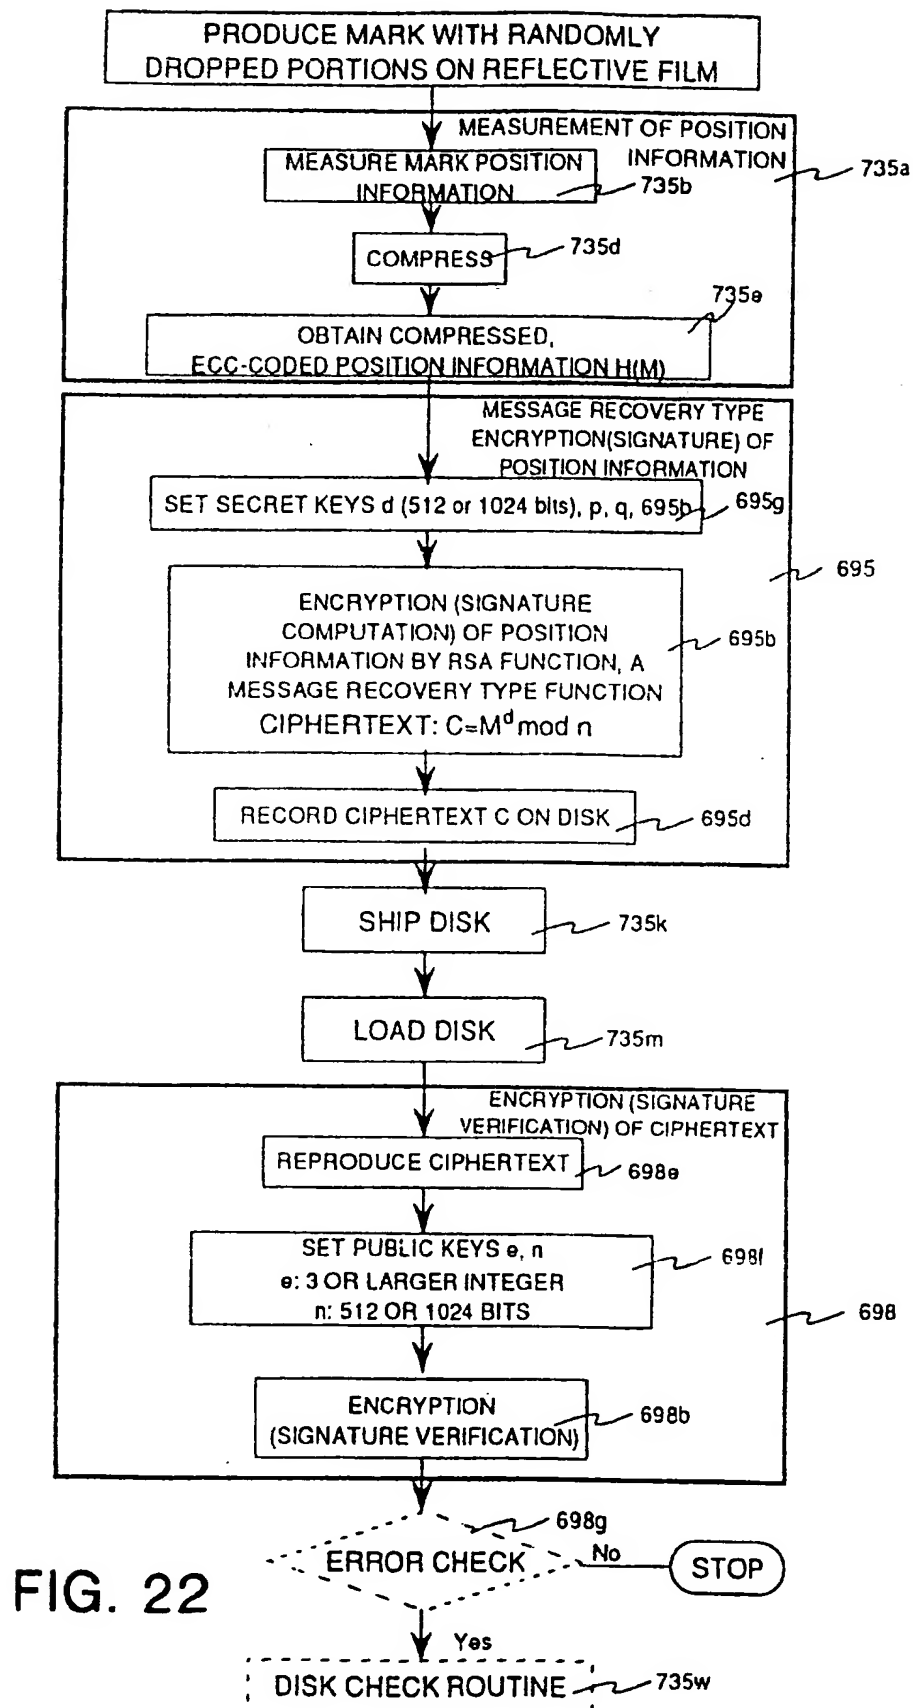 PRODUCE MARK WITH RANDOMLY
DROPPED PORTIONS ON REFLECTIVE FILM
MEASUREMENT OF POSITION
INFORMATION
735a
MEASURE MARK POSITION
INFORMATION
735b
COMPRESS
735d
735e
OBTAIN COMPRESSED,
ECC-CODED POSITION INFORMATION H(M)
MESSAGE RECOVERY TYPE
ENCRYPTION(SIGNATURE) OF
POSITION INFORMATION
SET SECRET KEYS d (512 or 1024 bits), p, q, 695b
695g
695
ENCRYPTION (SIGNATURE
COMPUTATION) OF POSITION
INFORMATION BY RSA FUNCTION, A
MESSAGE RECOVERY TYPE FUNCTION
CIPHERTEXT: C=M^d mod n
695b
RECORD CIPHERTEXT C ON DISK
695d
SHIP DISK
735k
LOAD DISK
735m
ENCRYPTION (SIGNATURE
VERIFICATION) OF CIPHERTEXT
REPRODUCE CIPHERTEXT
698e
SET PUBLIC KEYS e, n
e: 3 OR LARGER INTEGER
n: 512 OR 1024 BITS
698f
698
ENCRYPTION
(SIGNATURE VERIFICATION)
698b
698g
ERROR CHECK
No
STOP
FIG. 22
Yes
DISK CHECK ROUTINE
735w